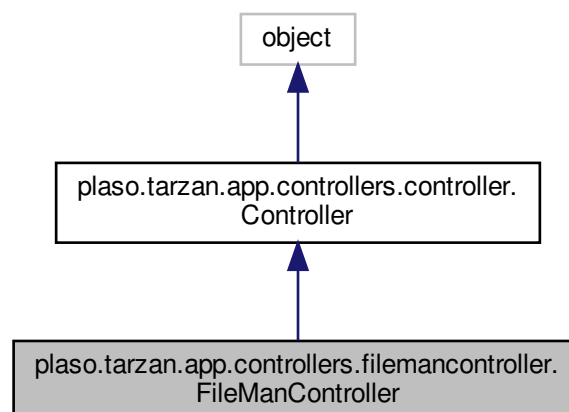 object
plaso.tarzan.app.controllers.controller.
Controller
plaso.tarzan.app.controllers.filemancontroller.
FileManController